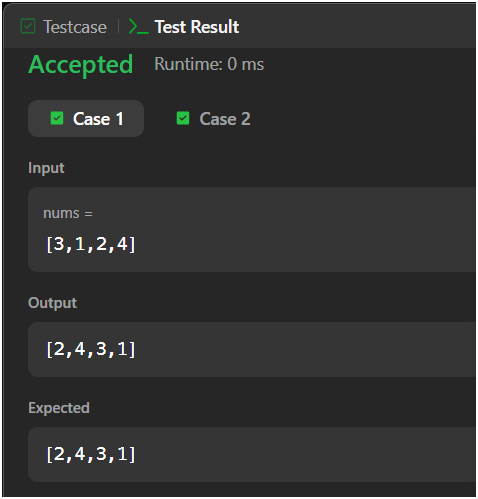 Testcase
Test Result
Accepted Runtime: 0 ms
Case 1 Case 2
Input
nums =
[3,1,2,4]
Output
[2,4,3,1]
Expected
[2,4,3,1]